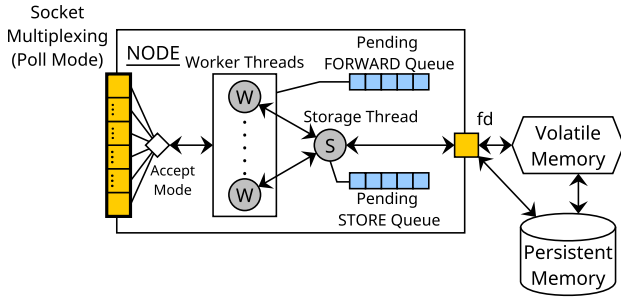 Socket
Multiplexing
(Poll Mode)
NODE
Worker Threads
Pending
FORWARD Queue
W
Storage Thread
fd
Accept
Mode
S
Volatile
Memory
W
Pending
STORE Queue
Persistent
Memory